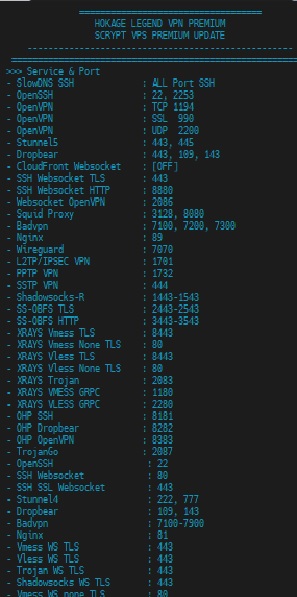 HOKAGE LEGEND VPN PREMIUM
SCRYPT VPS PREMIUM UPDATE
>>> Service & Port
- SlowDNS SSH : ALL Port SSH
- OpenSSH : 22, 2253
- OpenVPN : TCP 1194
- OpenVPN : SSL 990
- OpenVPN : UDP 2200
- Stunnel5 : 443, 445
- Dropbear : 443, 109, 143
- CloudFront Websocket : [OFF]
- SSH Websocket TLS : 443
- SSH Websocket HTTP : 8880
- Websocket OpenVPN : 2086
- Squid Proxy : 3128, 8080
- Badvpn : 7100, 7200, 7300
- Nginx : 89
- Wireguard : 7070
- L2TP/IPSEC VPN : 1701
- PPTP VPN : 1732
- SSTP VPN : 444
- Shadowsocks-R : 1443-1543
- SS-OBFS TLS : 2443-2543
- SS-OBFS HTTP : 3443-3543
- XRAYS Vmess TLS : 8443
- XRAYS Vmess None TLS : 80
- XRAYS Vless TLS : 8443
- XRAYS Vless None TLS : 80
- XRAYS Trojan : 2083
- XRAYS VMESS GRPC : 1180
- XRAYS VLESS GRPC : 2280
- OHP SSH : 8181
- OHP Dropbear : 8282
- OHP OpenVPN : 8383
- TrojanGo : 2087
- OpenSSH : 22
- SSH Websocket : 80
- SSH SSL Websocket : 443
- Stunnel4 : 222, 777
- Dropbear : 109, 143
- Badvpn : 7100-7900
- Nginx : 81
- Vmess WS TLS : 443
- Vless WS TLS : 443
- Trojan WS TLS : 443
- Shadowsocks WS TLS : 443
- Vmess WS none TLS : 80